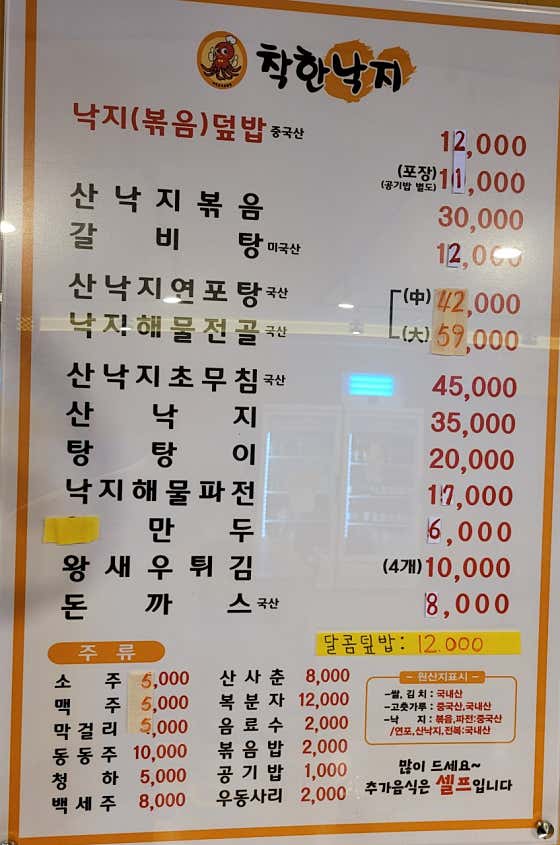 착한낙지
낙지(볶음)덮밥 중국산 12,000
(포장) (공기밥 별도) 11,000
산낙지볶음 30,000
갈비탕 미국산 12,000
산낙지연포탕 국산 (中) 42,000
낙지해물전골 국산 (大) 59,000
산낙지초무침 국산 45,000
산낙지 35,000
탕탕이 20,000
낙지해물파전 17,000
만두 6,000
왕새우튀김 (4개) 10,000
돈까스 국산 8,000
달콤덮밥: 12.000
주류
소주 5,000
맥주 5,000
막걸리 5,000
동동주 10,000
청하 5,000
백세주 8,000
산사춘 8,000
복분자 12,000
음료수 2,000
볶음밥 2,000
공기밥 1,000
우동사리 2,000
- 원산지표시 -
-쌀, 김치 : 국내산
-고춧가루 : 중국산,국내산
-낙 지 : 볶음,파전:중국산
/연포,산낙지,전복:국내산
많이 드세요~
추가음식은 셀프입니다